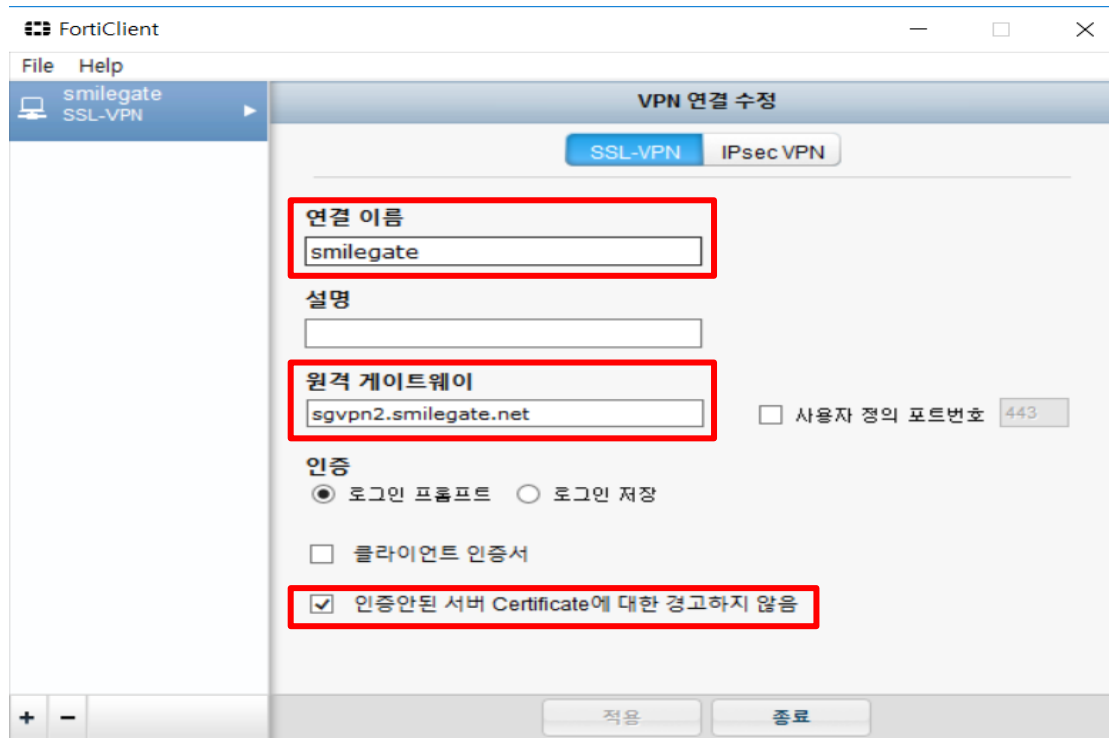 FortiClient
File Help
smilegate
SSL-VPN
VPN 연결 수정
SSL-VPN IPsec VPN
연결 이름
smilegate
설명
원격 게이트웨이
sgvpn2.smilegate.net 사용자 정의 포트번호 443
인증
로그인 프롬프트 로그인 저장
클라이언트 인증서
인증안된 서버 Certificate에 대한 경고하지 않음
+ − 적용 종료